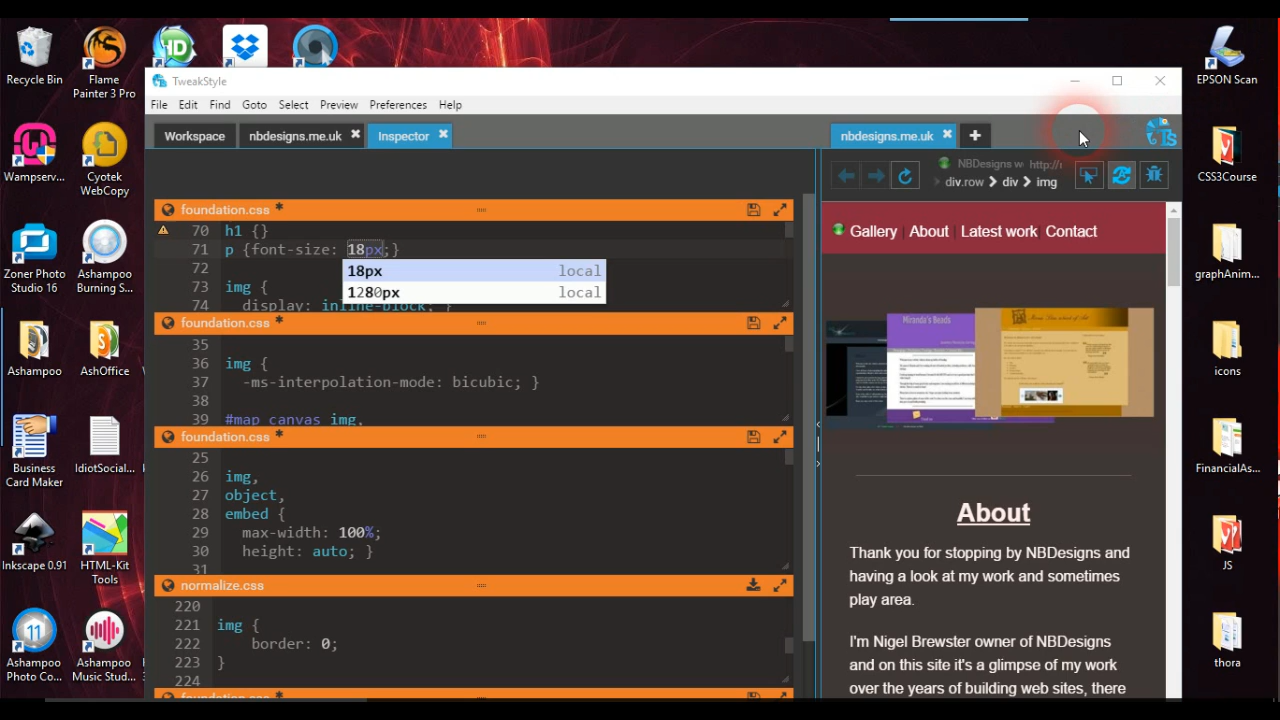 Recycle Bin
Flame
Painter 3 Pro
HD
EPSON Scan
TweakStyle
File Edit Find Goto Select Preview Preferences Help
Workspace nbdesigns.me.uk Inspector
nbdesigns.me.uk
TS
Wampserv...
Cyotek
WebCopy
CSS3Course
NBDesigns w http://
div.row div img
foundation.css *
70 h1 {}
71 p {font-size: 18px;}
72
73 img {
74 display: inline-block; }
18px local
1280px local
Gallery | About | Latest work | Contact
Zoner Photo
Studio 16
Ashampoo
Burning S...
graphAnim...
foundation.css *
35
36 img {
37 -ms-interpolation-mode: bicubic; }
38
39 #map_canvas img,
Miranda's Beads
Ashampoo
AshOffice
icons
foundation.css *
25
26 img,
27 object,
28 embed {
29 max-width: 100%;
30 height: auto; }
31
Business
Card Maker
IdiotSocial...
FinancialAs...
About
Thank you for stopping by NBDesigns and
having a look at my work and sometimes
play area.
I'm Nigel Brewster owner of NBDesigns
and on this site it's a glimpse of my work
over the years of building web sites, there
Inkscape 0.91
HTML-Kit
Tools
JS
normalize.css
220
221 img {
222 border: 0;
223 }
224
foundation.css *
11
Ashampoo
Photo Co...
Ashampoo
Music Stud...
thora